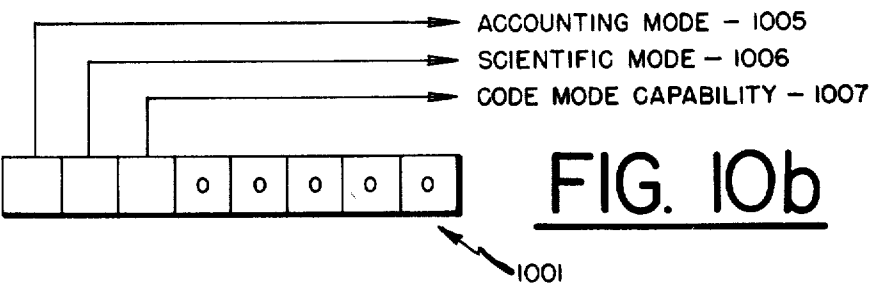 ACCOUNTING MODE – 1005
SCIENTIFIC MODE – 1006
CODE MODE CAPABILITY – 1007
0 0 0 0 0
FIG. 10b
1001